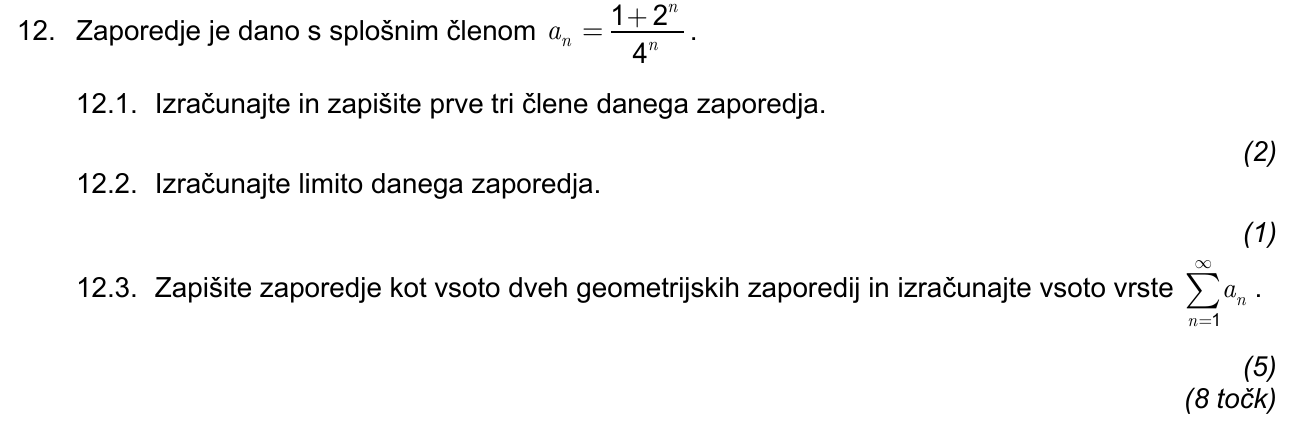 12. Zaporedje je dano s splošnim členom $a_n = \frac{1+2^n}{4^n}$ .
12.1. Izračunajte in zapišite prve tri člene danega zaporedja.
(2)
12.2. Izračunajte limito danega zaporedja.
(1)
12.3. Zapišite zaporedje kot vsoto dveh geometrijskih zaporedij in izračunajte vsoto vrste $\sum_{n=1}^{\infty} a_n$ .
(5)
(8 točk)